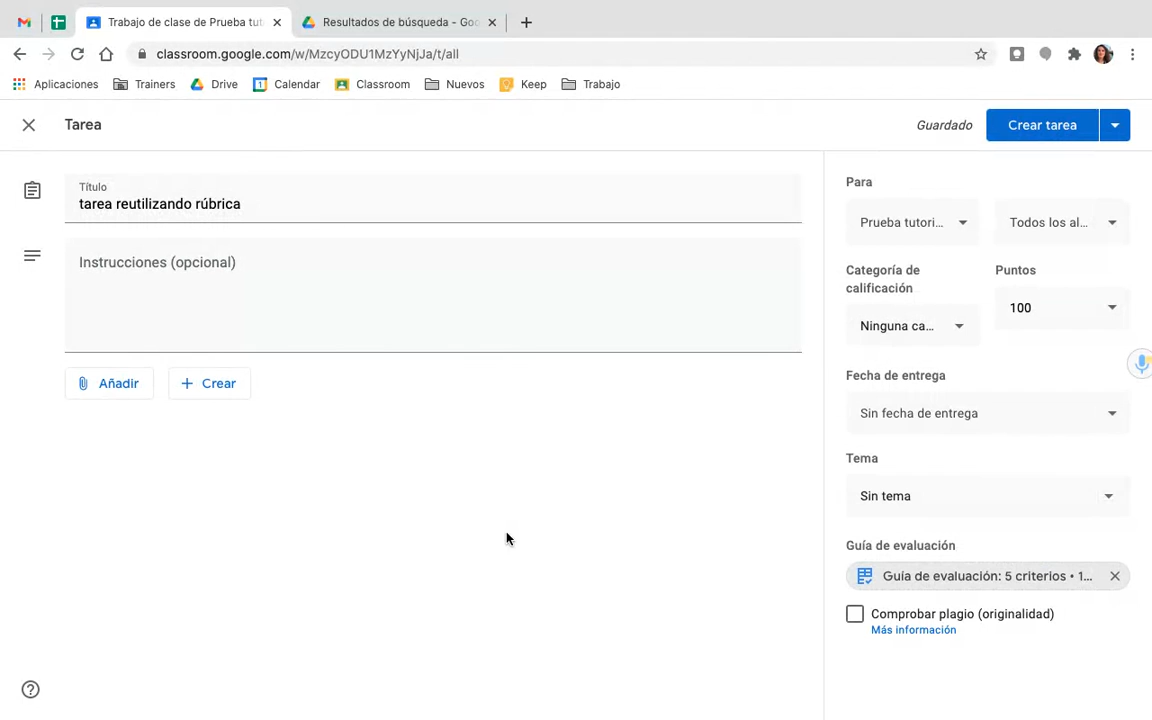 Trabajo de clase de Prueba tut
Resultados de búsqueda - Goo
classroom.google.com/w/MzcyODU1MzYyNjJa/t/all
Aplicaciones
Trainers
Drive
1
Calendar
Classroom
Nuevos
Keep
Trabajo
Tarea
Guardado
Crear tarea
Título
tarea reutilizando rúbrica
Instrucciones (opcional)
Añadir
Crear
Para
Prueba tutori...
Todos los al...
Categoría de
calificación
Puntos
Ninguna ca...
100
Fecha de entrega
Sin fecha de entrega
Tema
Sin tema
Guía de evaluación
Guía de evaluación: 5 criterios • 1...
Comprobar plagio (originalidad)
Más información